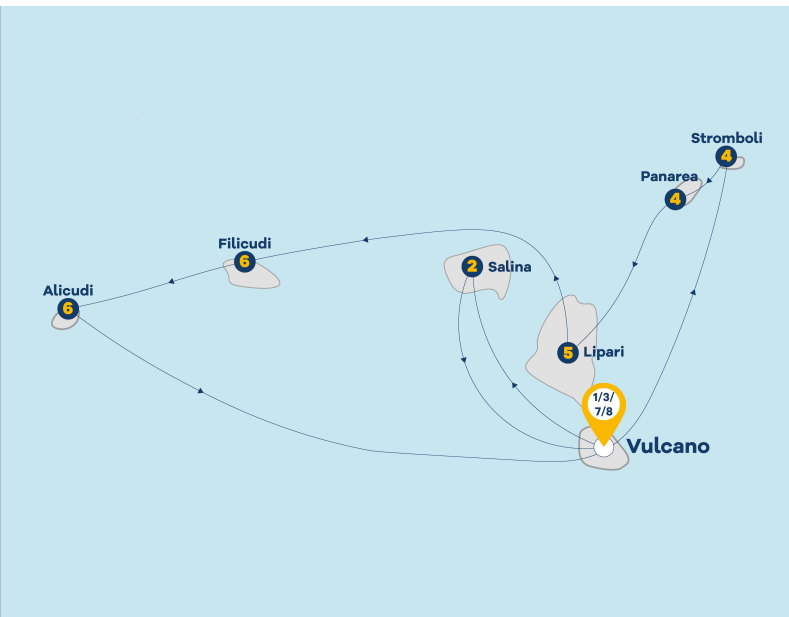 Stromboli
4
Panarea
4
Filicudi
6
Salina
2
Alicudi
6
Lipari
5
1/3/
7/8
Vulcano